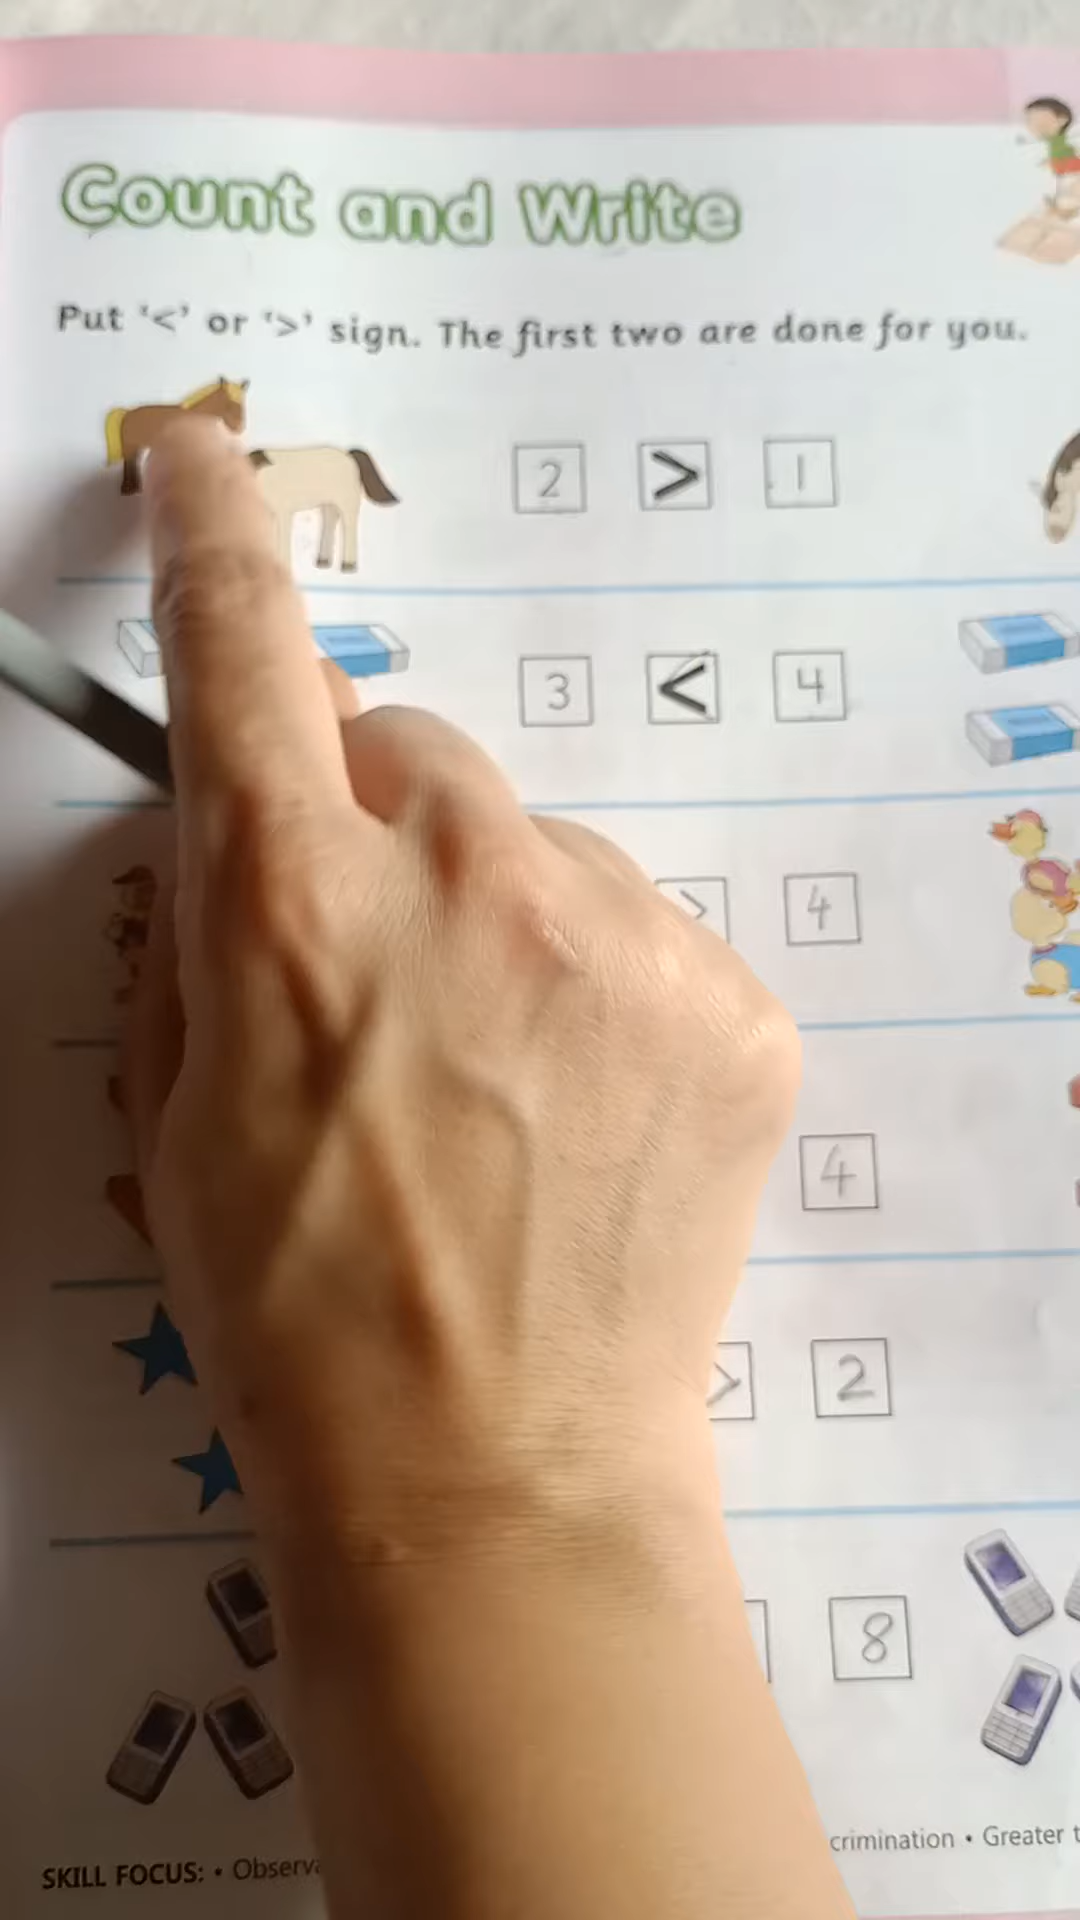 Count and Write
Put '<' or '>' sign. The first two are done for you.
2 > 1
3 < 4
> 4
4
> 2
8
SKILL FOCUS: • Observa
crimination • Greater t